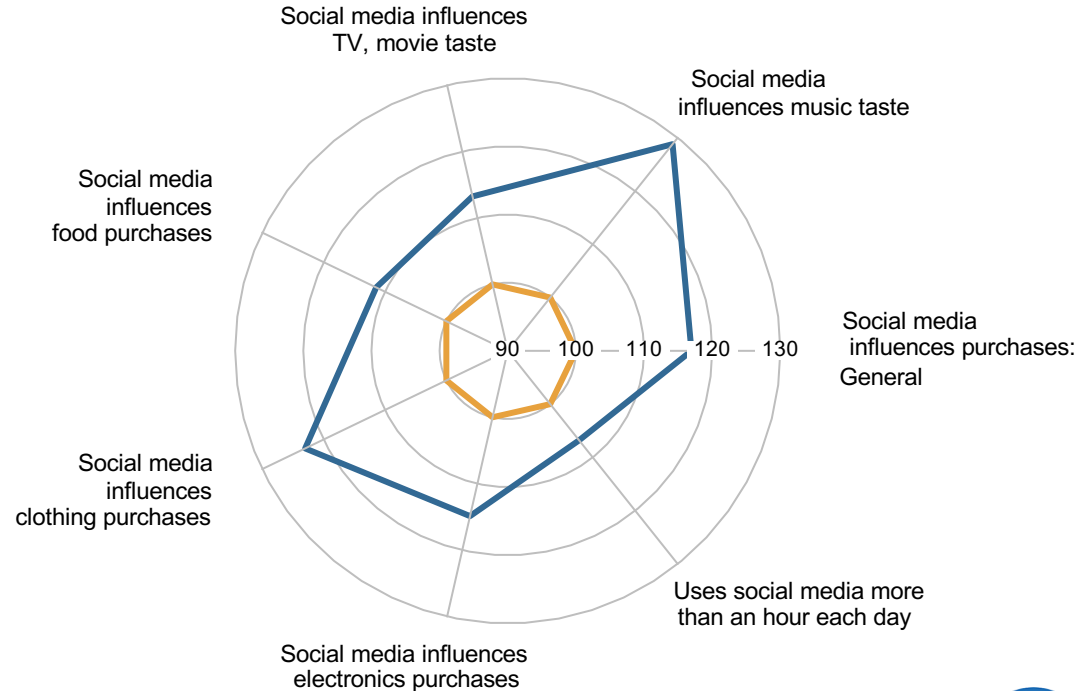 Social media influences
TV, movie taste
Social media
influences music taste
Social media
influences
food purchases
Social media
influences purchases:
General
90 100 110 120 130
Social media
influences
clothing purchases
Uses social media more
than an hour each day
Social media influences
electronics purchases